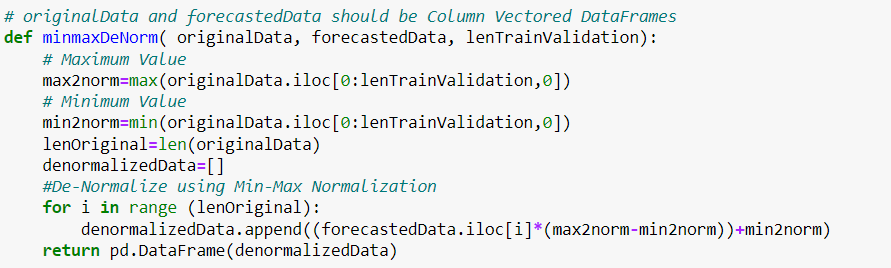 # originalData and forecastedData should be Column Vectored DataFrames
def minmaxDeNorm( originalData, forecastedData, lenTrainValidation):
    # Maximum Value
    max2norm=max(originalData.iloc[0:lenTrainValidation,0])
    # Minimum Value
    min2norm=min(originalData.iloc[0:lenTrainValidation,0])
    lenOriginal=len(originalData)
    denormalizedData=[]
    #De-Normalize using Min-Max Normalization
    for i in range (lenOriginal):
        denormalizedData.append((forecastedData.iloc[i]*(max2norm-min2norm))+min2norm)
    return pd.DataFrame(denormalizedData)